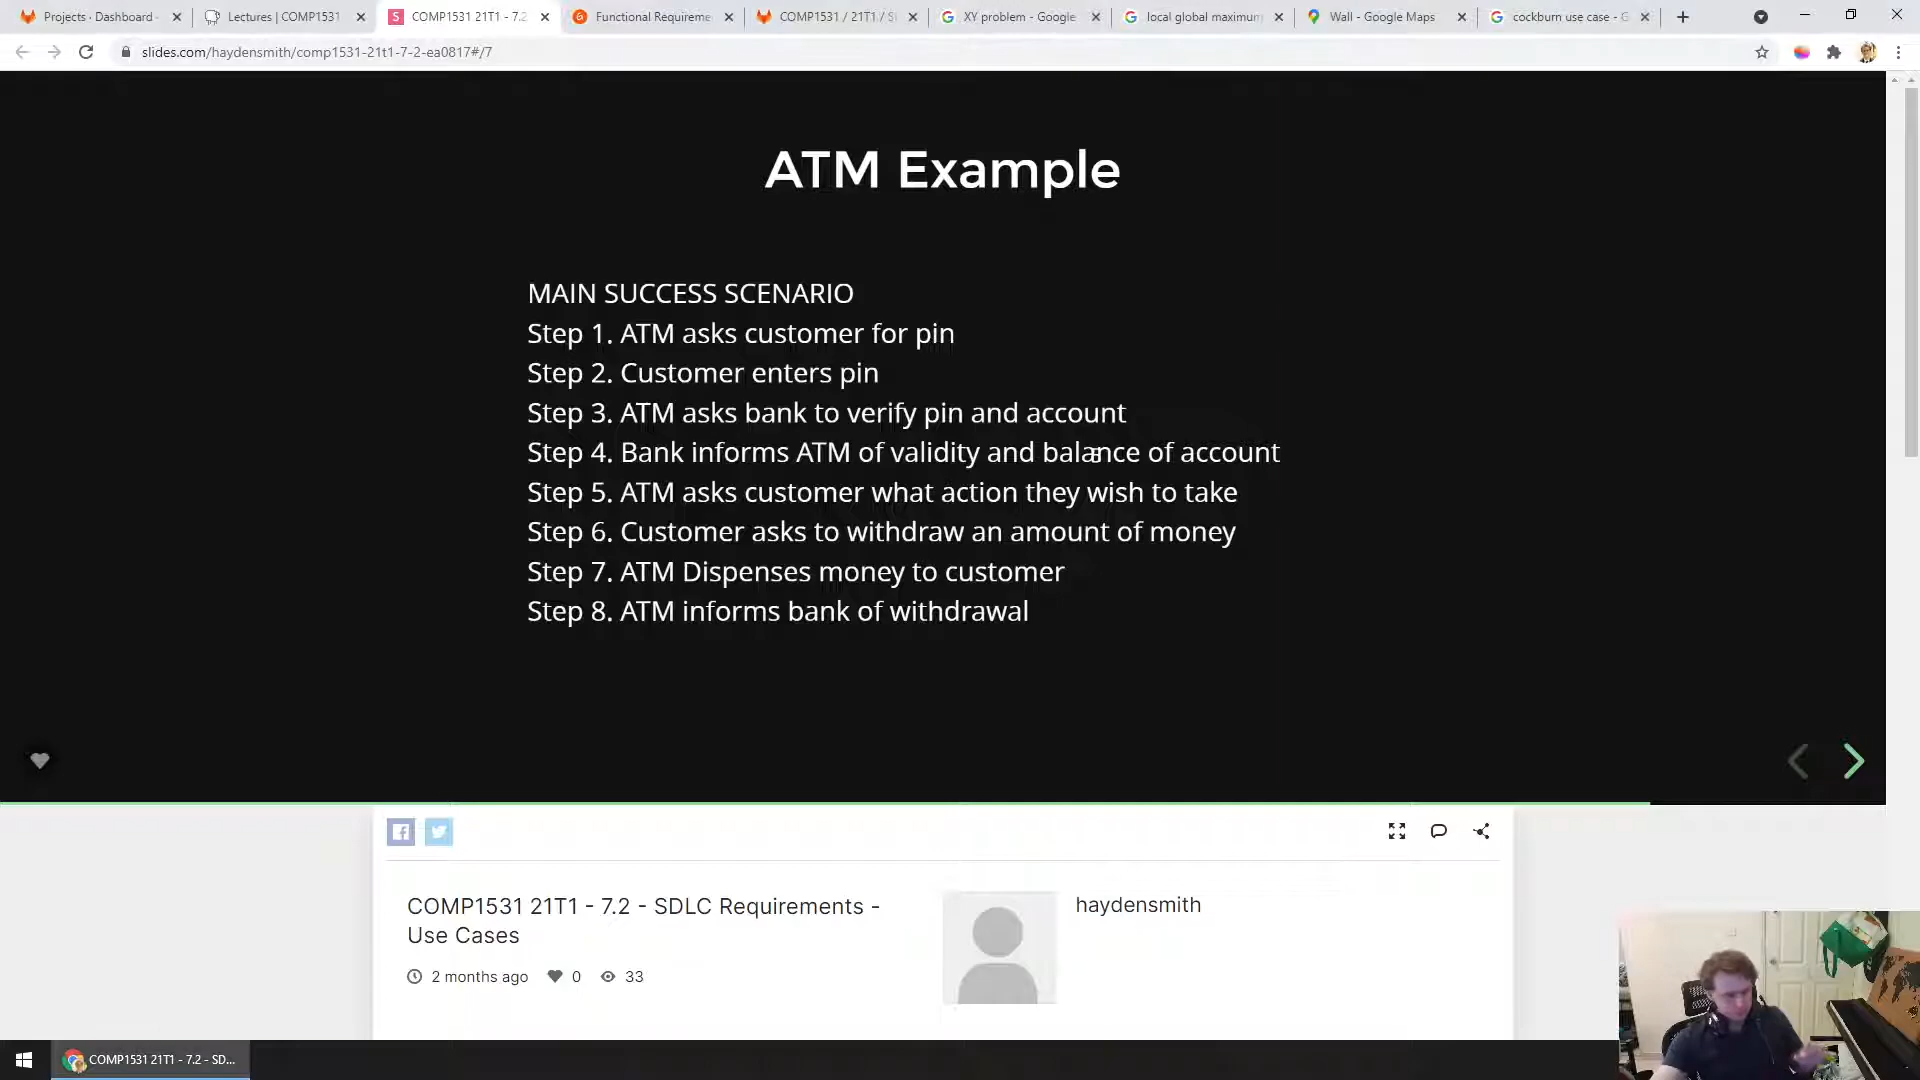 Projects · Dashboard
Lectures | COMP1531
COMP1531 21T1 - 7.2
Functional Requireme
COMP1531 / 21T1 / S
XY problem - Google
local global maximum
Wall - Google Maps
cockburn use case - G
slides.com/haydensmith/comp1531-21t1-7-2-ea0817#/7
ATM Example
MAIN SUCCESS SCENARIO
Step 1. ATM asks customer for pin
Step 2. Customer enters pin
Step 3. ATM asks bank to verify pin and account
Step 4. Bank informs ATM of validity and balance of account
Step 5. ATM asks customer what action they wish to take
Step 6. Customer asks to withdraw an amount of money
Step 7. ATM Dispenses money to customer
Step 8. ATM informs bank of withdrawal
COMP1531 21T1 - 7.2 - SDLC Requirements -
Use Cases
haydensmith
2 months ago 0 33
COMP1531 21T1 - 7.2 - SD...